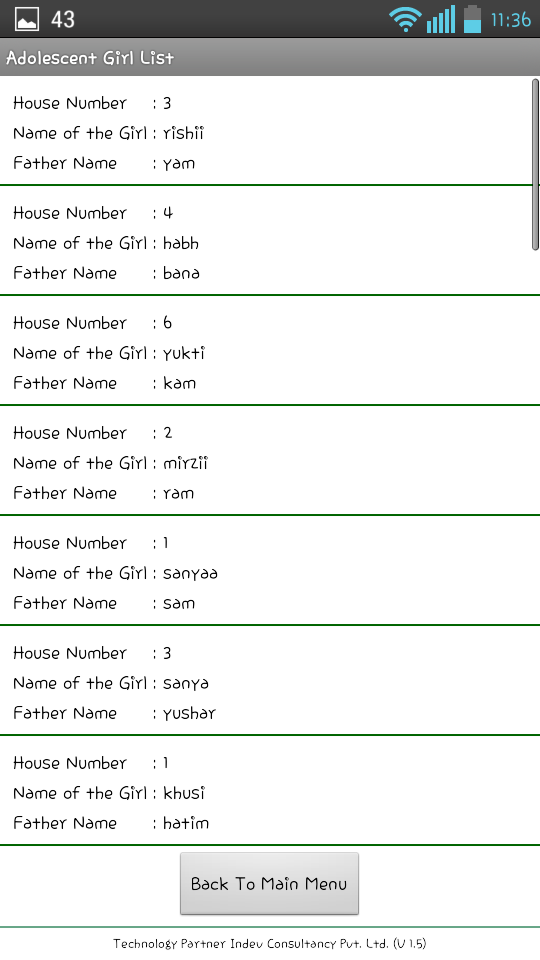 43 11:36
Adolescent Girl List
House Number : 3
Name of the Girl : rishii
Father Name : yam
House Number : 4
Name of the Girl : habh
Father Name : bana
House Number : 6
Name of the Girl : yukti
Father Name : kam
House Number : 2
Name of the Girl : mirzii
Father Name : ram
House Number : 1
Name of the Girl : sanyaa
Father Name : sam
House Number : 3
Name of the Girl : sanya
Father Name : yushar
House Number : 1
Name of the Girl : khusi
Father Name : hatim
Back To Main Menu
Technology Partner Indev Consultancy Pvt. Ltd. (V 1.5)